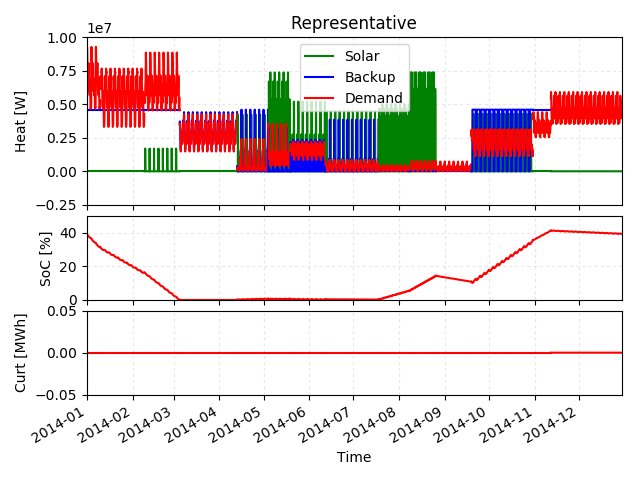 Representative
1e7
Heat [W]
1.00
0.75
0.50
0.25
0.00
−0.25
Solar
Backup
Demand
SoC [%]
40
20
0
Curt [MWh]
0.05
0.00
−0.05
2014-01
2014-02
2014-03
2014-04
2014-05
2014-06
2014-07
2014-08
2014-09
2014-10
2014-11
2014-12
Time